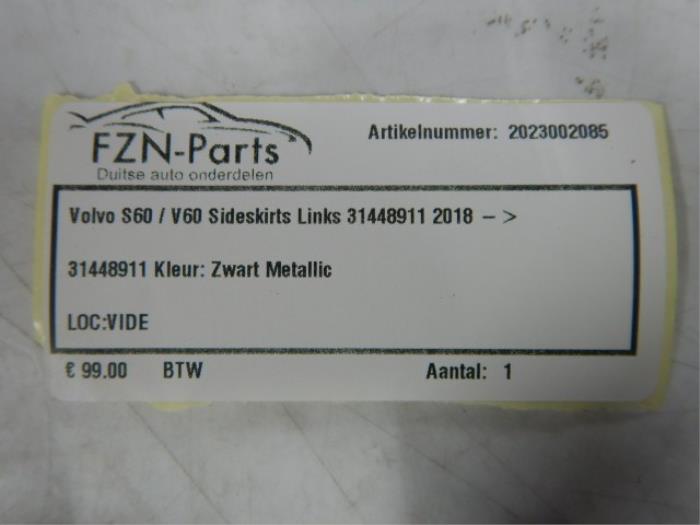 FZN-Parts
Duitse auto onderdelen
Artikelnummer: 2023002085
Volvo S60 / V60 Sideskirts Links 31448911 2018 – >
31448911 Kleur: Zwart Metallic
LOC:VIDE
€ 99.00 BTW Aantal: 1